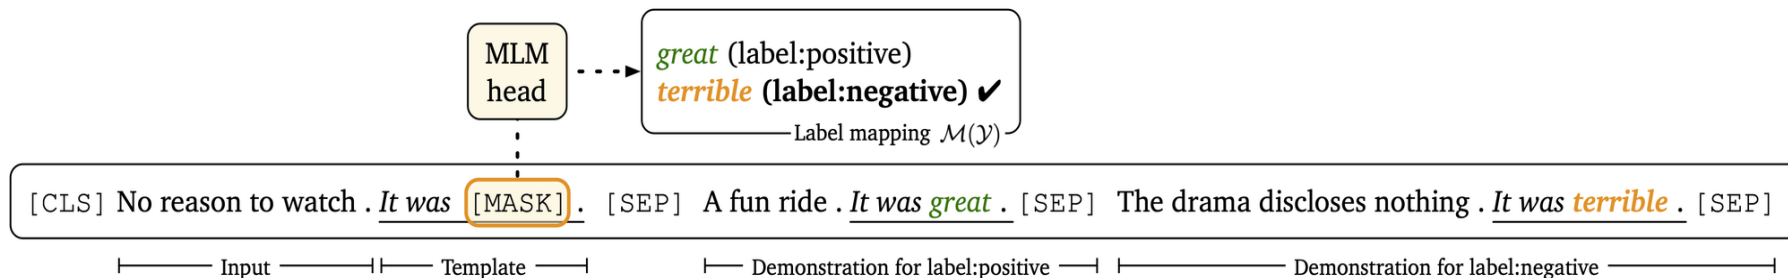 MLM
head
great (label:positive)
terrible (label:negative) ✔
Label mapping M(Y)
[CLS] No reason to watch . It was [MASK] . [SEP] A fun ride . It was great . [SEP] The drama discloses nothing . It was terrible . [SEP]
Input Template Demonstration for label:positive Demonstration for label:negative